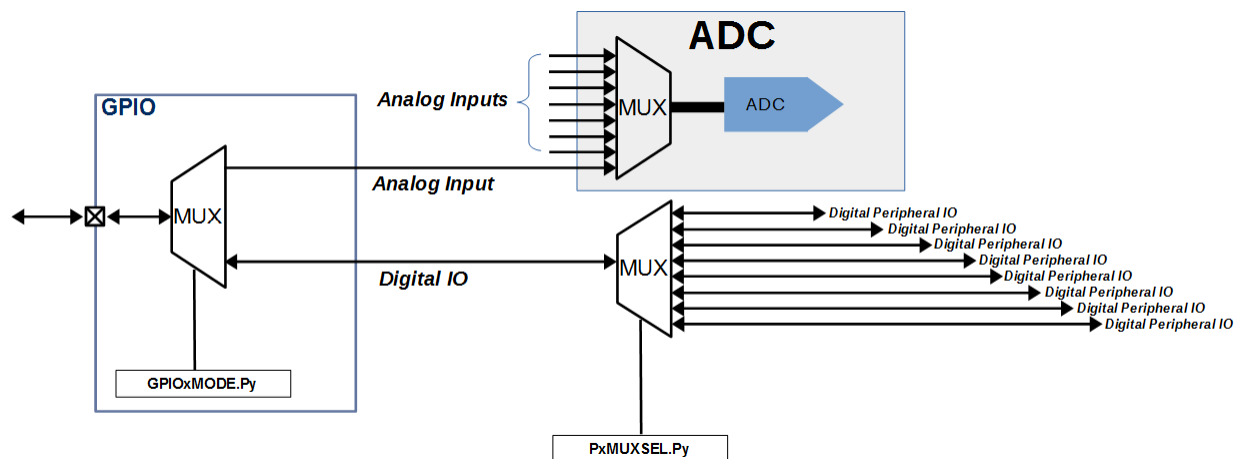 ADC
Analog Inputs
MUX
ADC
GPIO
Analog Input
MUX
Digital Peripheral IO
Digital Peripheral IO
Digital Peripheral IO
Digital Peripheral IO
Digital Peripheral IO
Digital Peripheral IO
Digital Peripheral IO
Digital Peripheral IO
MUX
Digital IO
GPIOxMODE.Py
PxMUXSEL.Py